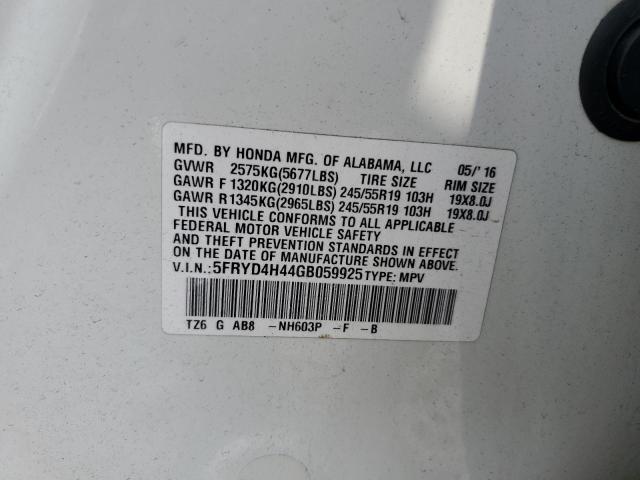 MFD. BY HONDA MFG. OF ALABAMA, LLC 05/'16
GVWR 2575KG(5677LBS) TIRE SIZE RIM SIZE
GAWR F 1320KG(2910LBS) 245/55R19 103H 19X8.0J
GAWR R 1345KG(2965LBS) 245/55R19 103H 19X8.0J
THIS VEHICLE CONFORMS TO ALL APPLICABLE
FEDERAL MOTOR VEHICLE SAFETY
AND THEFT PREVENTION STANDARDS IN EFFECT
ON THE DATE OF MANUFACTURE SHOWN ABOVE.
V.I.N.:5FRYD4H44GB059925 TYPE: MPV
TZ6 G AB8 -NH603P -F -B